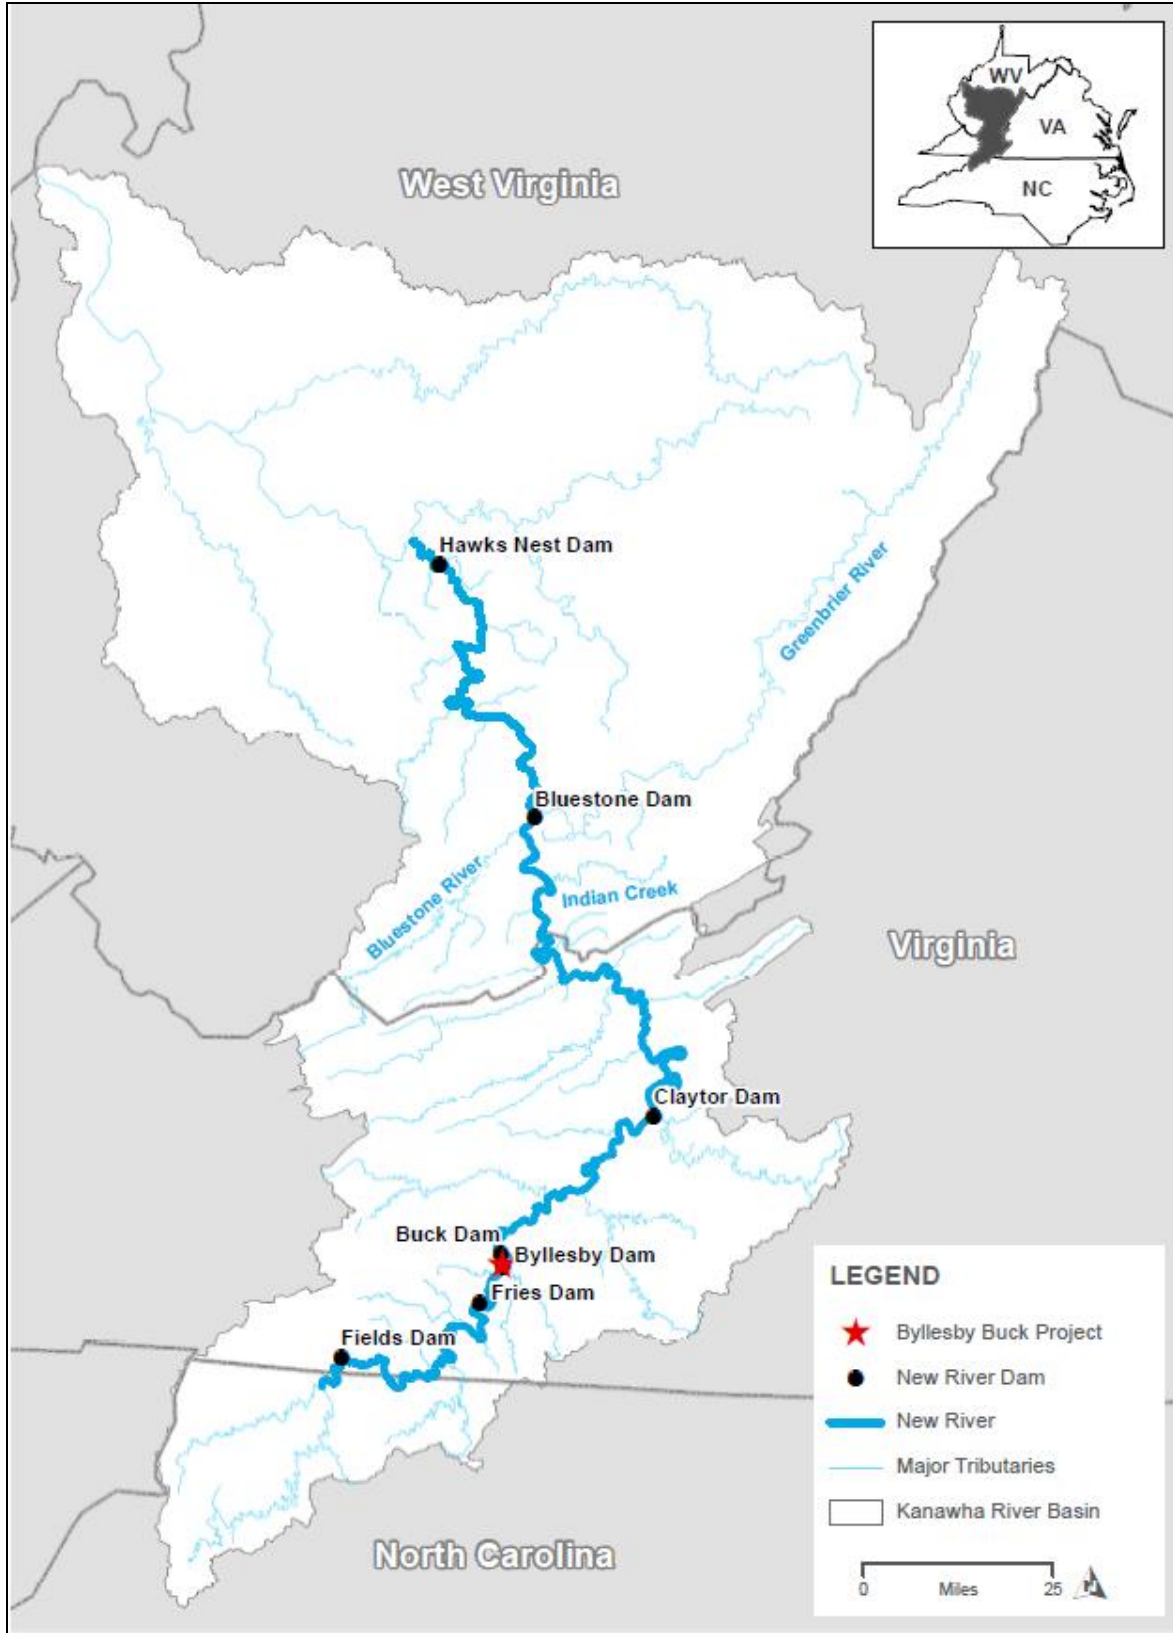 WV
VA
NC
West Virginia
Hawks Nest Dam
Greenbrier River
Bluestone Dam
Bluestone River
Indian Creek
Virginia
Claytor Dam
Buck Dam
Byllesby Dam
Fries Dam
Fields Dam
North Carolina
LEGEND
Byllesby Buck Project
New River Dam
New River
Major Tributaries
Kanawha River Basin
0 Miles 25
N